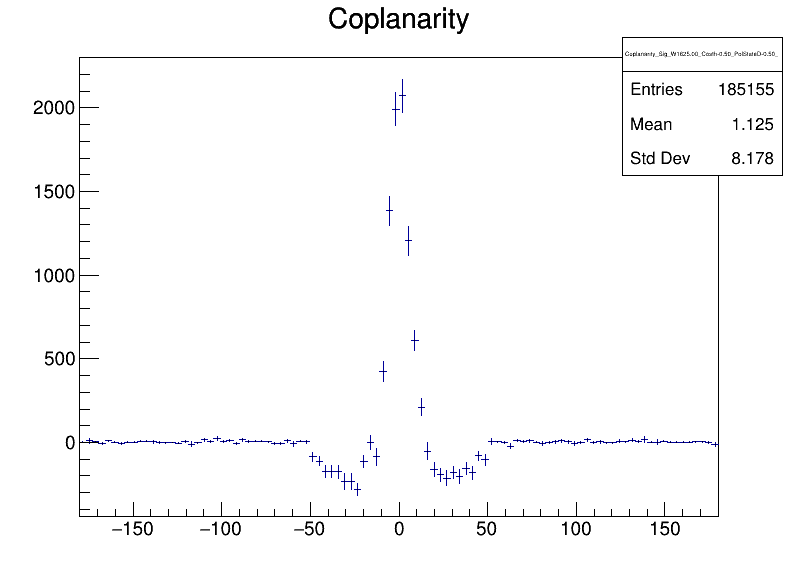 Coplanarity
Coplanarity_Sig_W1625.00_Costh-0.50_PolStateD-0.50_
Entries 185155
Mean 1.125
Std Dev 8.178
2000
1500
1000
500
0
−150 −100 −50 0 50 100 150